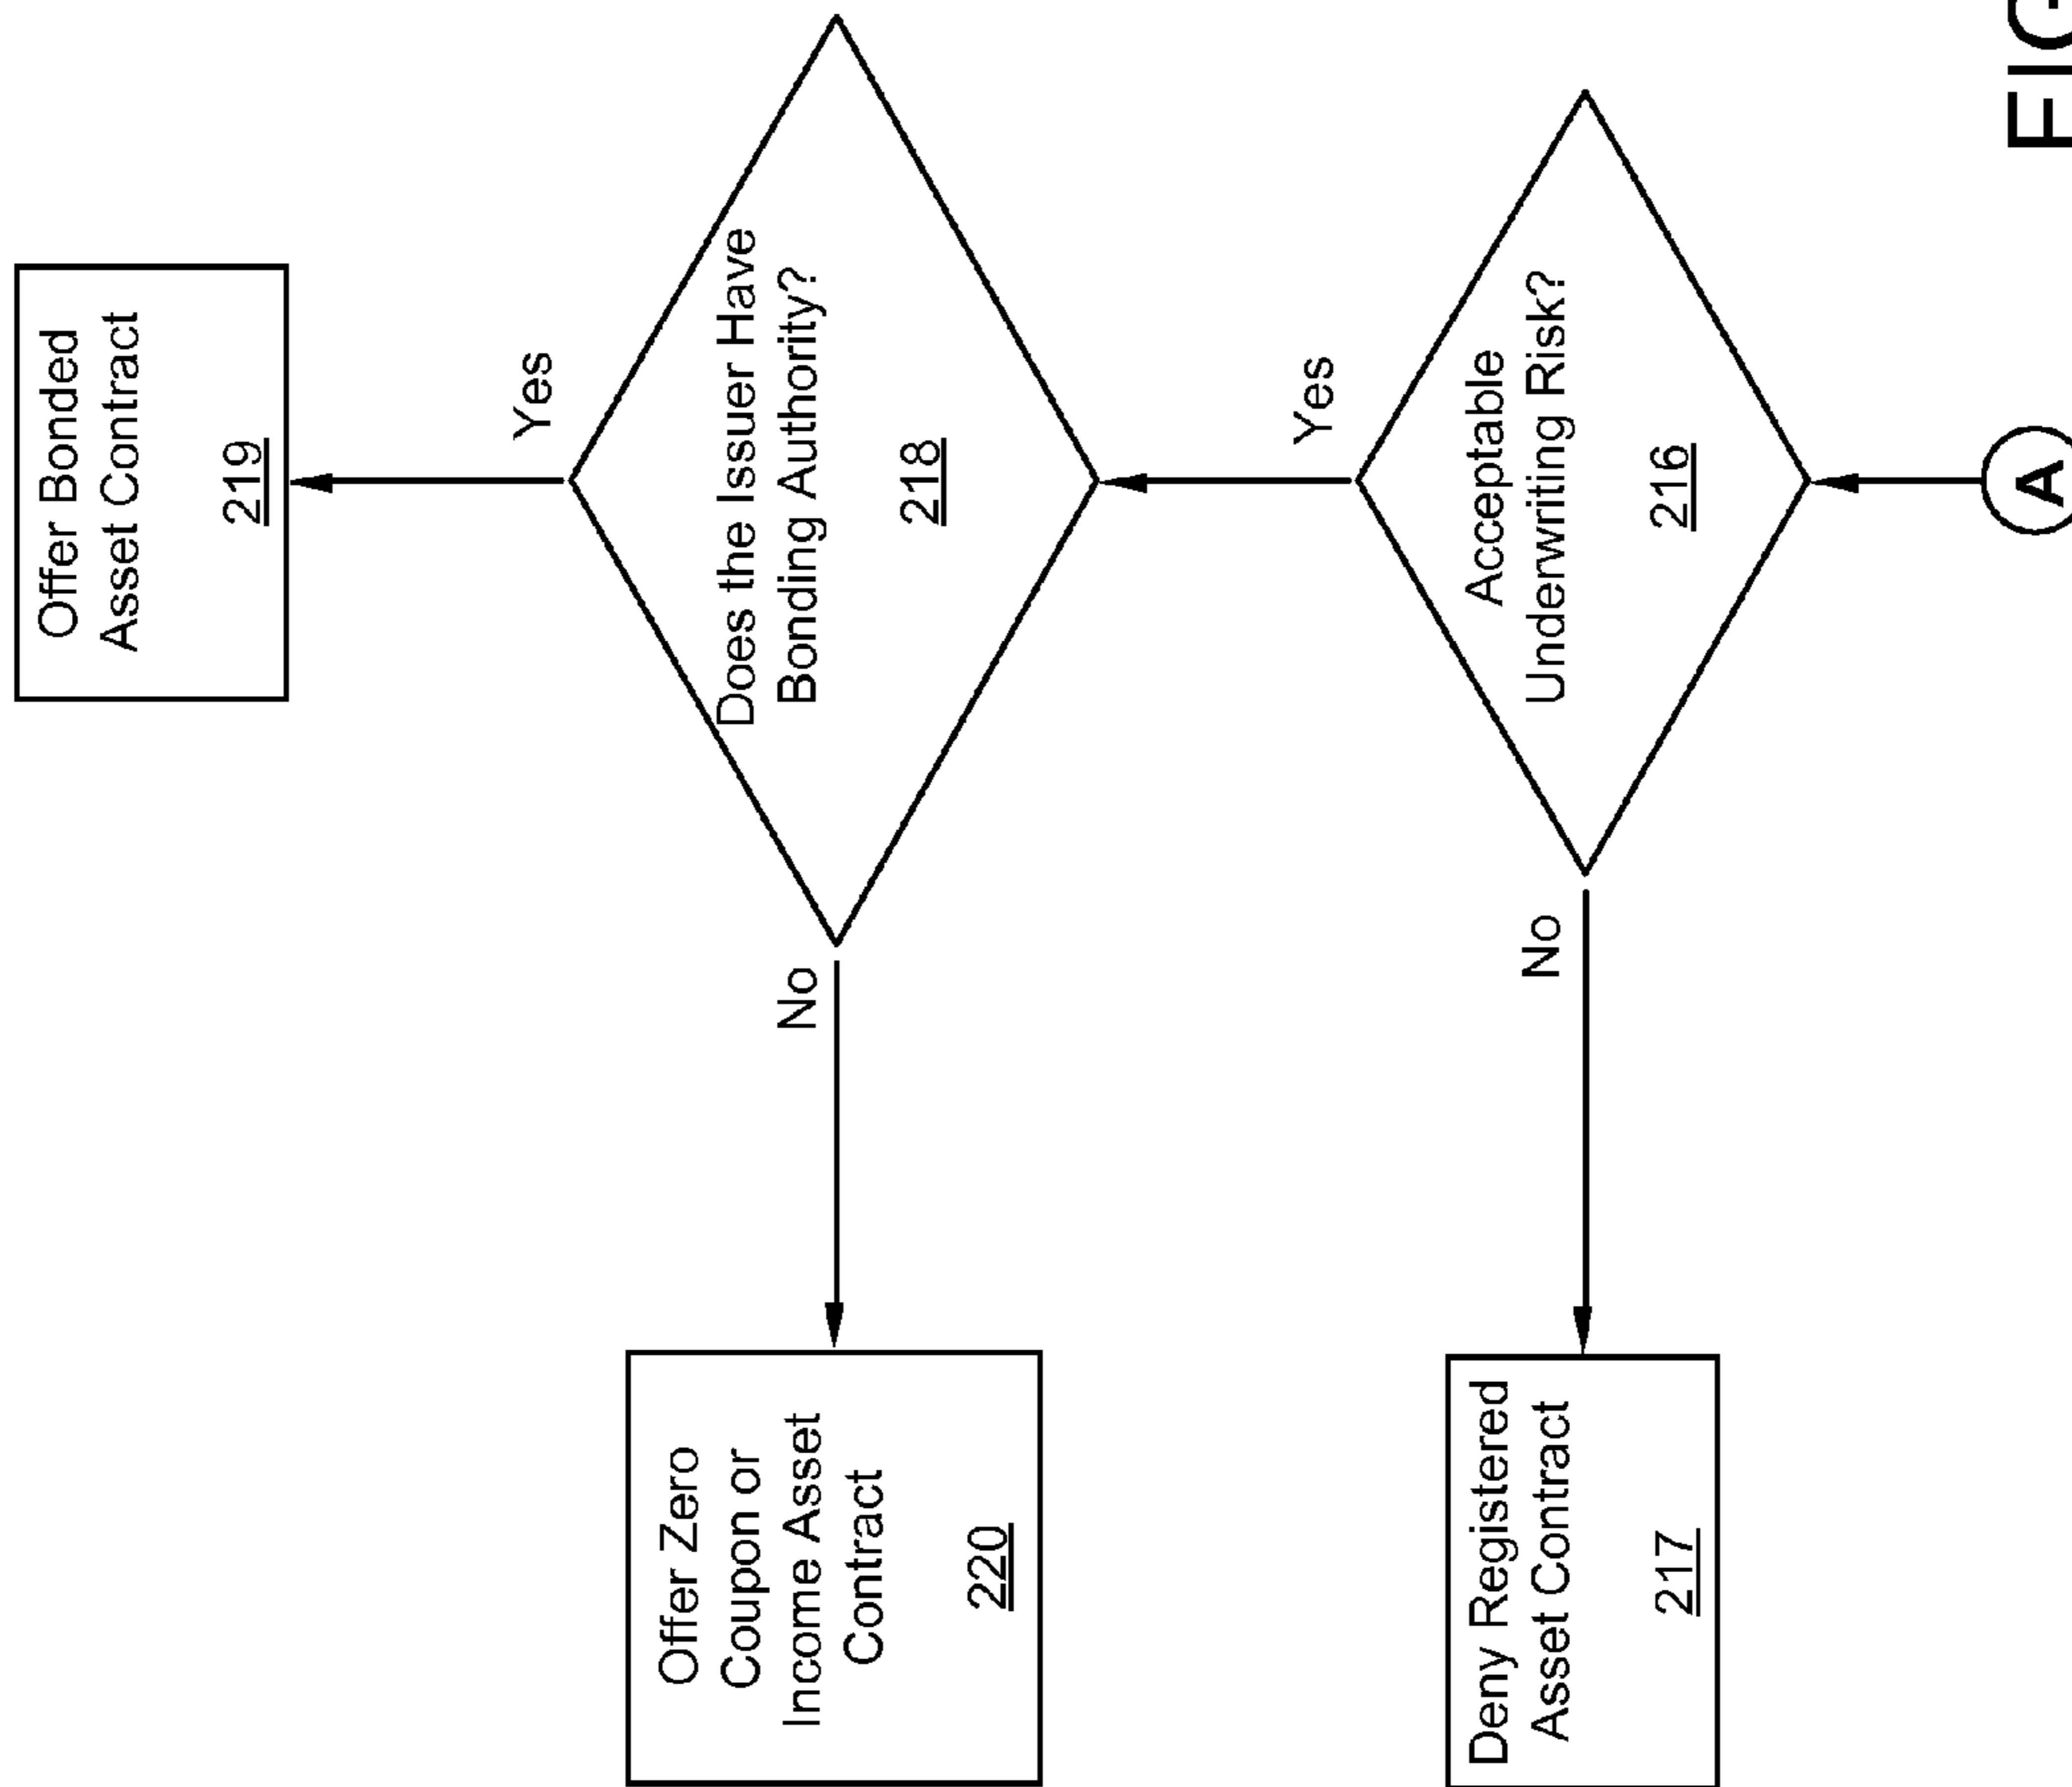 Offer Bonded
Asset Contract
219
Yes
Does the Issuer Have
Bonding Authority?
218
No
Offer Zero
Coupon or
Income Asset
Contract
220
Yes
Acceptable
Underwriting Risk?
216
No
Deny Registered
Asset Contract
217
A
FIG